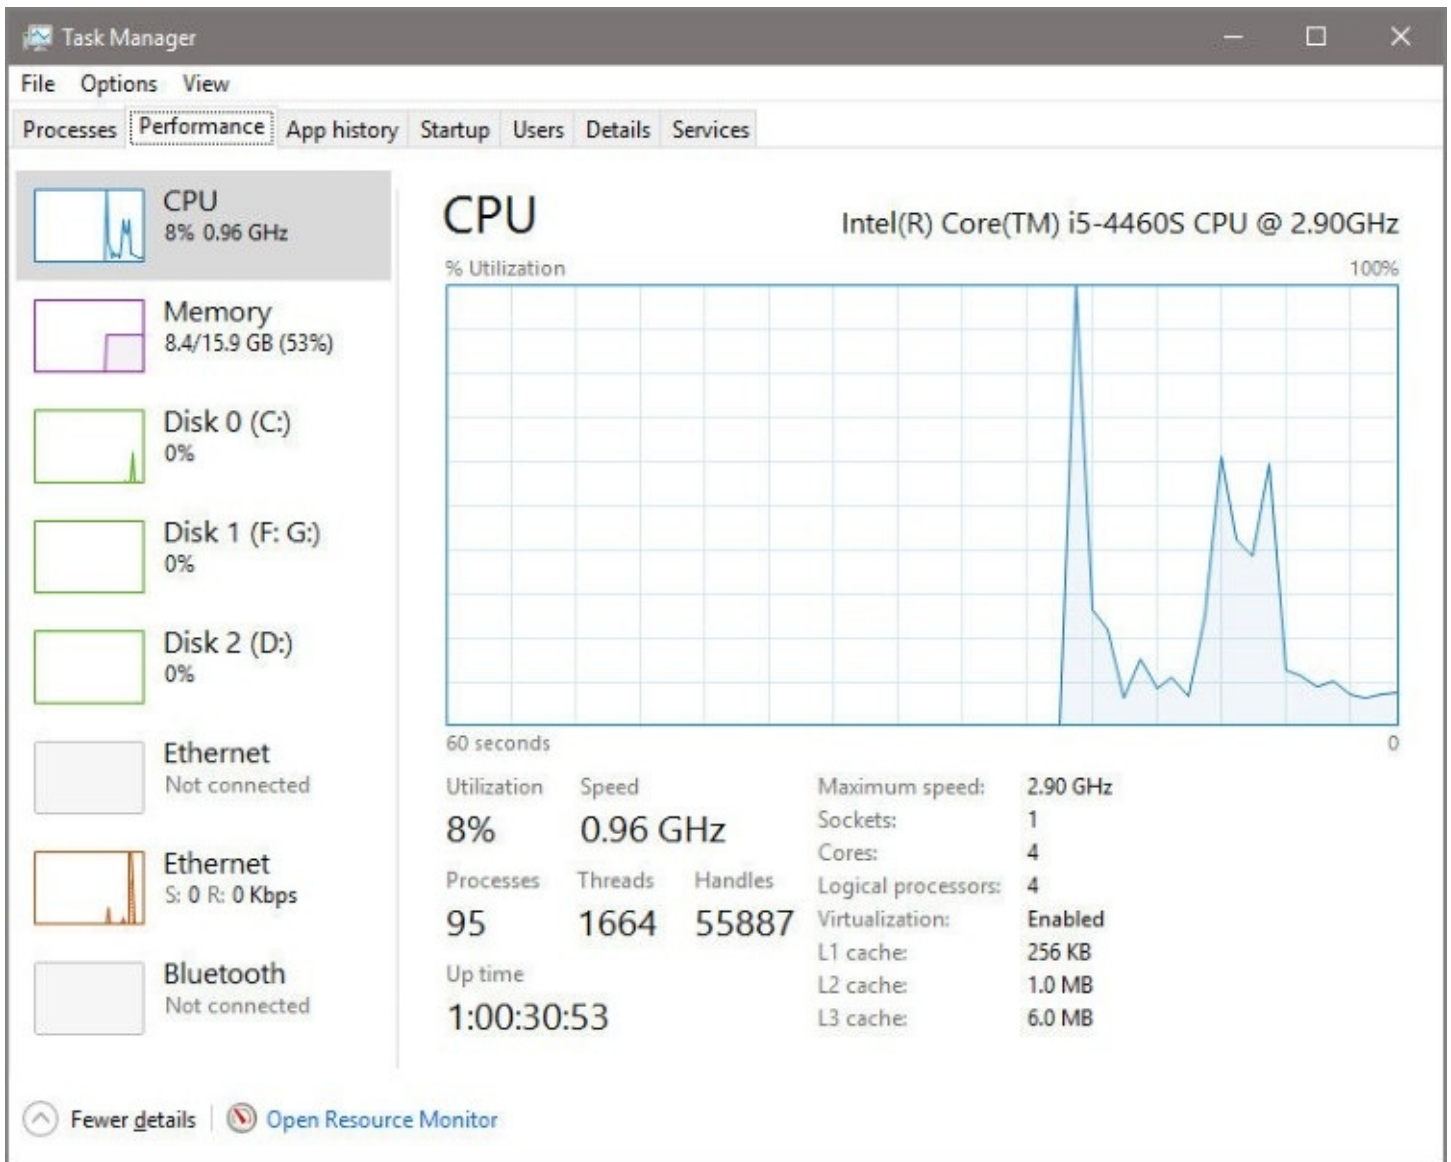 Task Manager
File Options View
Processes Performance App history Startup Users Details Services
CPU
8% 0.96 GHz
Memory
8.4/15.9 GB (53%)
Disk 0 (C:)
0%
Disk 1 (F: G:)
0%
Disk 2 (D:)
0%
Ethernet
Not connected
Ethernet
S: 0 R: 0 Kbps
Bluetooth
Not connected
CPU Intel(R) Core(TM) i5-4460S CPU @ 2.90GHz
% Utilization 100%
60 seconds 0
Utilization Speed
8% 0.96 GHz
Processes Threads Handles
95 1664 55887
Up time
1:00:30:53
Maximum speed: 2.90 GHz
Sockets: 1
Cores: 4
Logical processors: 4
Virtualization: Enabled
L1 cache: 256 KB
L2 cache: 1.0 MB
L3 cache: 6.0 MB
Fewer details Open Resource Monitor